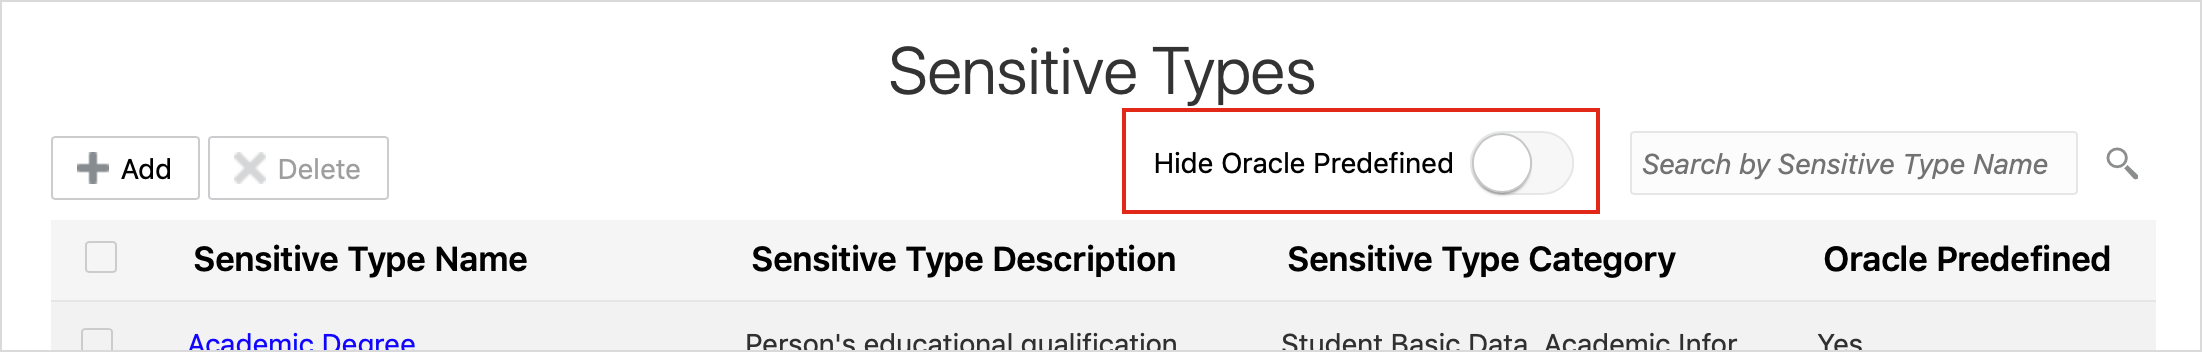 Sensitive Types
Add Delete Hide Oracle Predefined Search by Sensitive Type Name
Sensitive Type Name Sensitive Type Description Sensitive Type Category Oracle Predefined
Academic Degree Person's educational qualification Student Basic Data, Academic Infor Yes